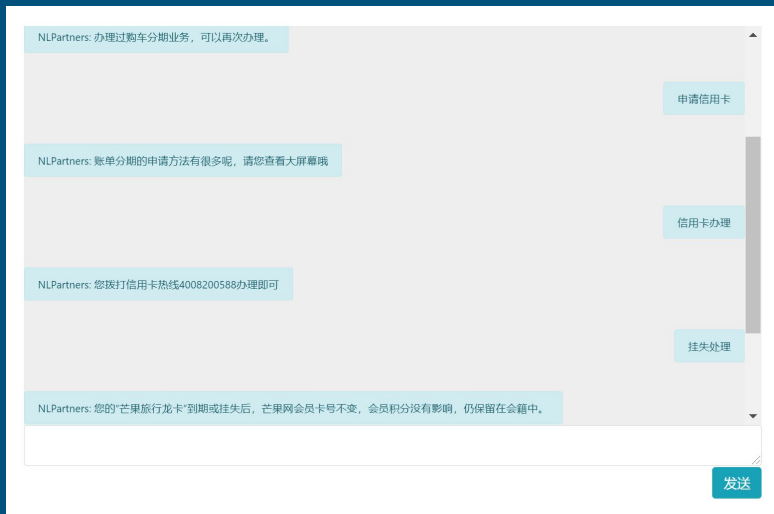 NLPartners: 办理过购车分期业务，可以再次办理。
申请信用卡
NLPartners: 账单分期的申请方法有很多呢，请您查看大屏幕哦
信用卡办理
NLPartners: 您拨打信用卡热线4008200588办理即可
挂失处理
NLPartners: 您的“芒果旅行龙卡”到期或挂失后，芒果网会员卡号不变，会员积分没有影响，仍保留在会籍中。
发送